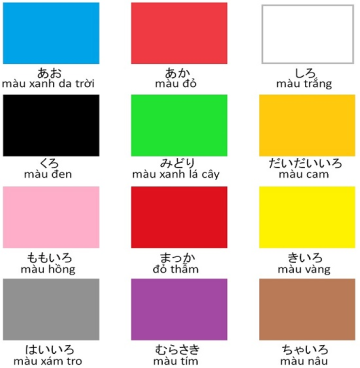 あお
màu xanh da trời
あか
màu đỏ
しろ
màu trắng
くろ
màu đen
みどり
màu xanh lá cây
だいだいいろ
màu cam
ももいろ
màu hồng
まっか
đỏ thẫm
きいろ
màu vàng
はいいろ
màu xám tro
むらさき
màu tím
ちゃいろ
màu nâu